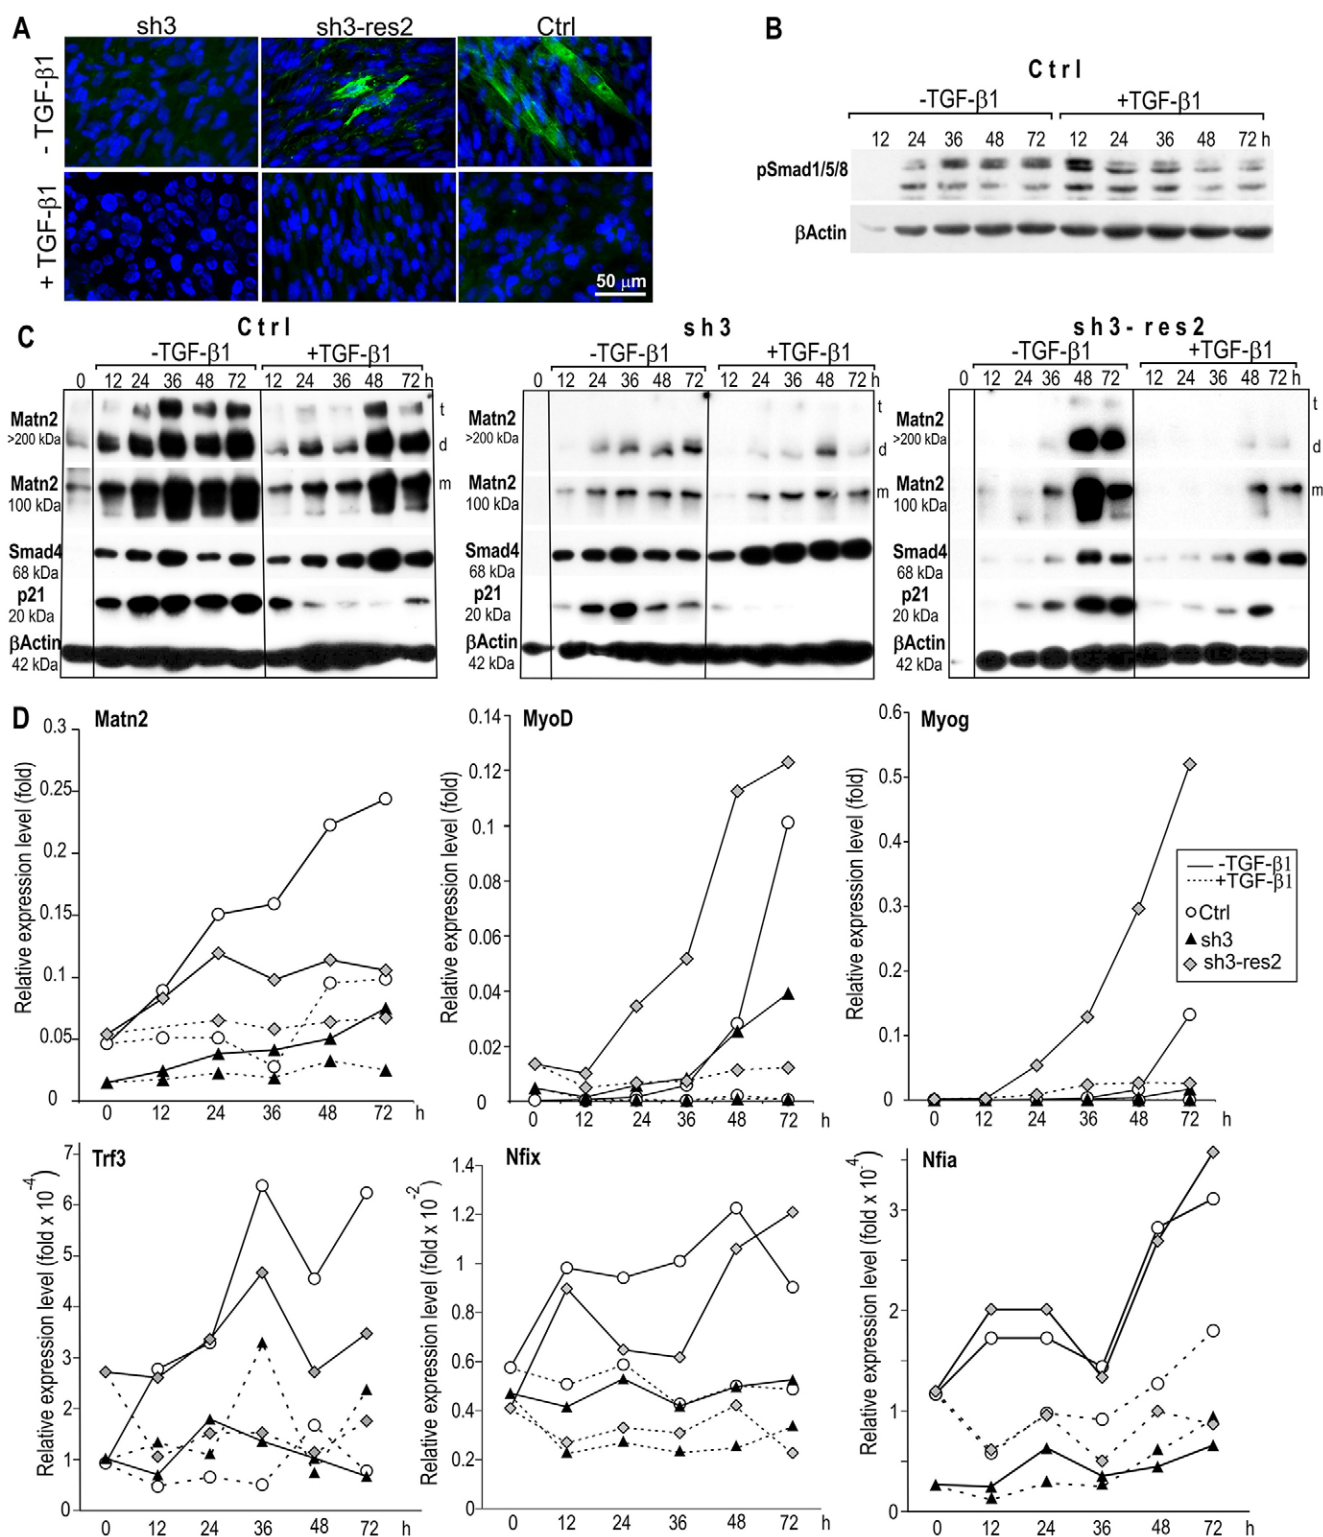 A
sh3 sh3-res2 Ctrl
- TGF-β1
+ TGF-β1
50 μm
B
Ctrl
-TGF-β1 +TGF-β1
12 24 36 48 72 12 24 36 48 72 h
pSmad1/5/8
βActin
C
Ctrl
-TGF-β1 +TGF-β1
0 12 24 36 48 72 12 24 36 48 72 h
Matn2 t
>200 kDa d
Matn2 m
100 kDa
Smad4
68 kDa
p21
20 kDa
βActin
42 kDa
sh3
-TGF-β1 +TGF-β1
0 12 24 36 48 72 12 24 36 48 72 h
Matn2 t
>200 kDa d
Matn2 m
100 kDa
Smad4
68 kDa
p21
20 kDa
βActin
42 kDa
sh3-res2
-TGF-β1 +TGF-β1
0 12 24 36 48 72 12 24 36 48 72 h
Matn2 t
>200 kDa d
Matn2 m
100 kDa
Smad4
68 kDa
p21
20 kDa
βActin
42 kDa
D
Matn2
Relative expression level (fold)
0.3
0.25
0.2
0.15
0.1
0.05
0
0 12 24 36 48 72 h
MyoD
Relative expression level (fold)
0.14
0.12
0.1
0.08
0.06
0.04
0.02
0
0 12 24 36 48 72 h
Myog
Relative expression level (fold)
0.6
0.5
0.4
0.3
0.2
0.1
0
0 12 24 36 48 72 h
-TGF-β1
+TGF-β1
Ctrl
sh3
sh3-res2
Trf3
Relative expression level (fold x 10-4)
7
6
5
4
3
2
1
0
0 12 24 36 48 72 h
Nfix
Relative expression level (fold x 10-2)
1.4
1.2
1
0.8
0.6
0.4
0.2
0
0 12 24 36 48 72 h
Nfia
Relative expression level (fold x 10-4)
3
2
1
0
0 12 24 36 48 72 h